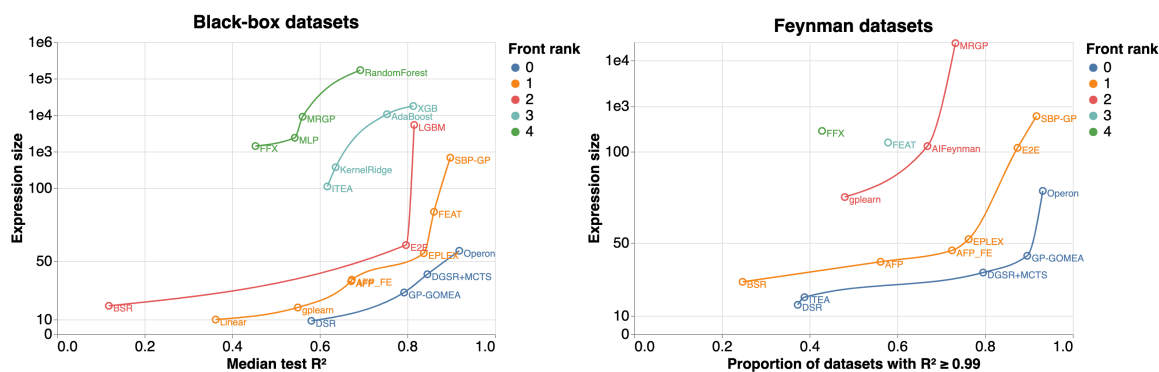 Black-box datasets
Expression size
1e6
1e5
1e4
1e3
100
50
10
0
0.0 0.2 0.4 0.6 0.8 1.0
Median test R²
RandomForest
MRGP
MLP
FFX
XGB
AdaBoost
KernelRidge
ITEA
LGBM
E2E
BSR
SBP-GP
FEAT
EPLEX
AFP_FE
AFP
gplearn
Linear
Operon
DGSR+MCTS
GP-GOMEA
DSR
Front rank
0
1
2
3
4
Feynman datasets
Expression size
1e4
1e3
100
50
10
0
0.0 0.2 0.4 0.6 0.8 1.0
Proportion of datasets with R² ≥ 0.99
MRGP
AIFeynman
gplearn
FFX
FEAT
SBP-GP
E2E
EPLEX
AFP_FE
AFP
BSR
Operon
GP-GOMEA
DGSR+MCTS
ITEA
DSR
Front rank
0
1
2
3
4